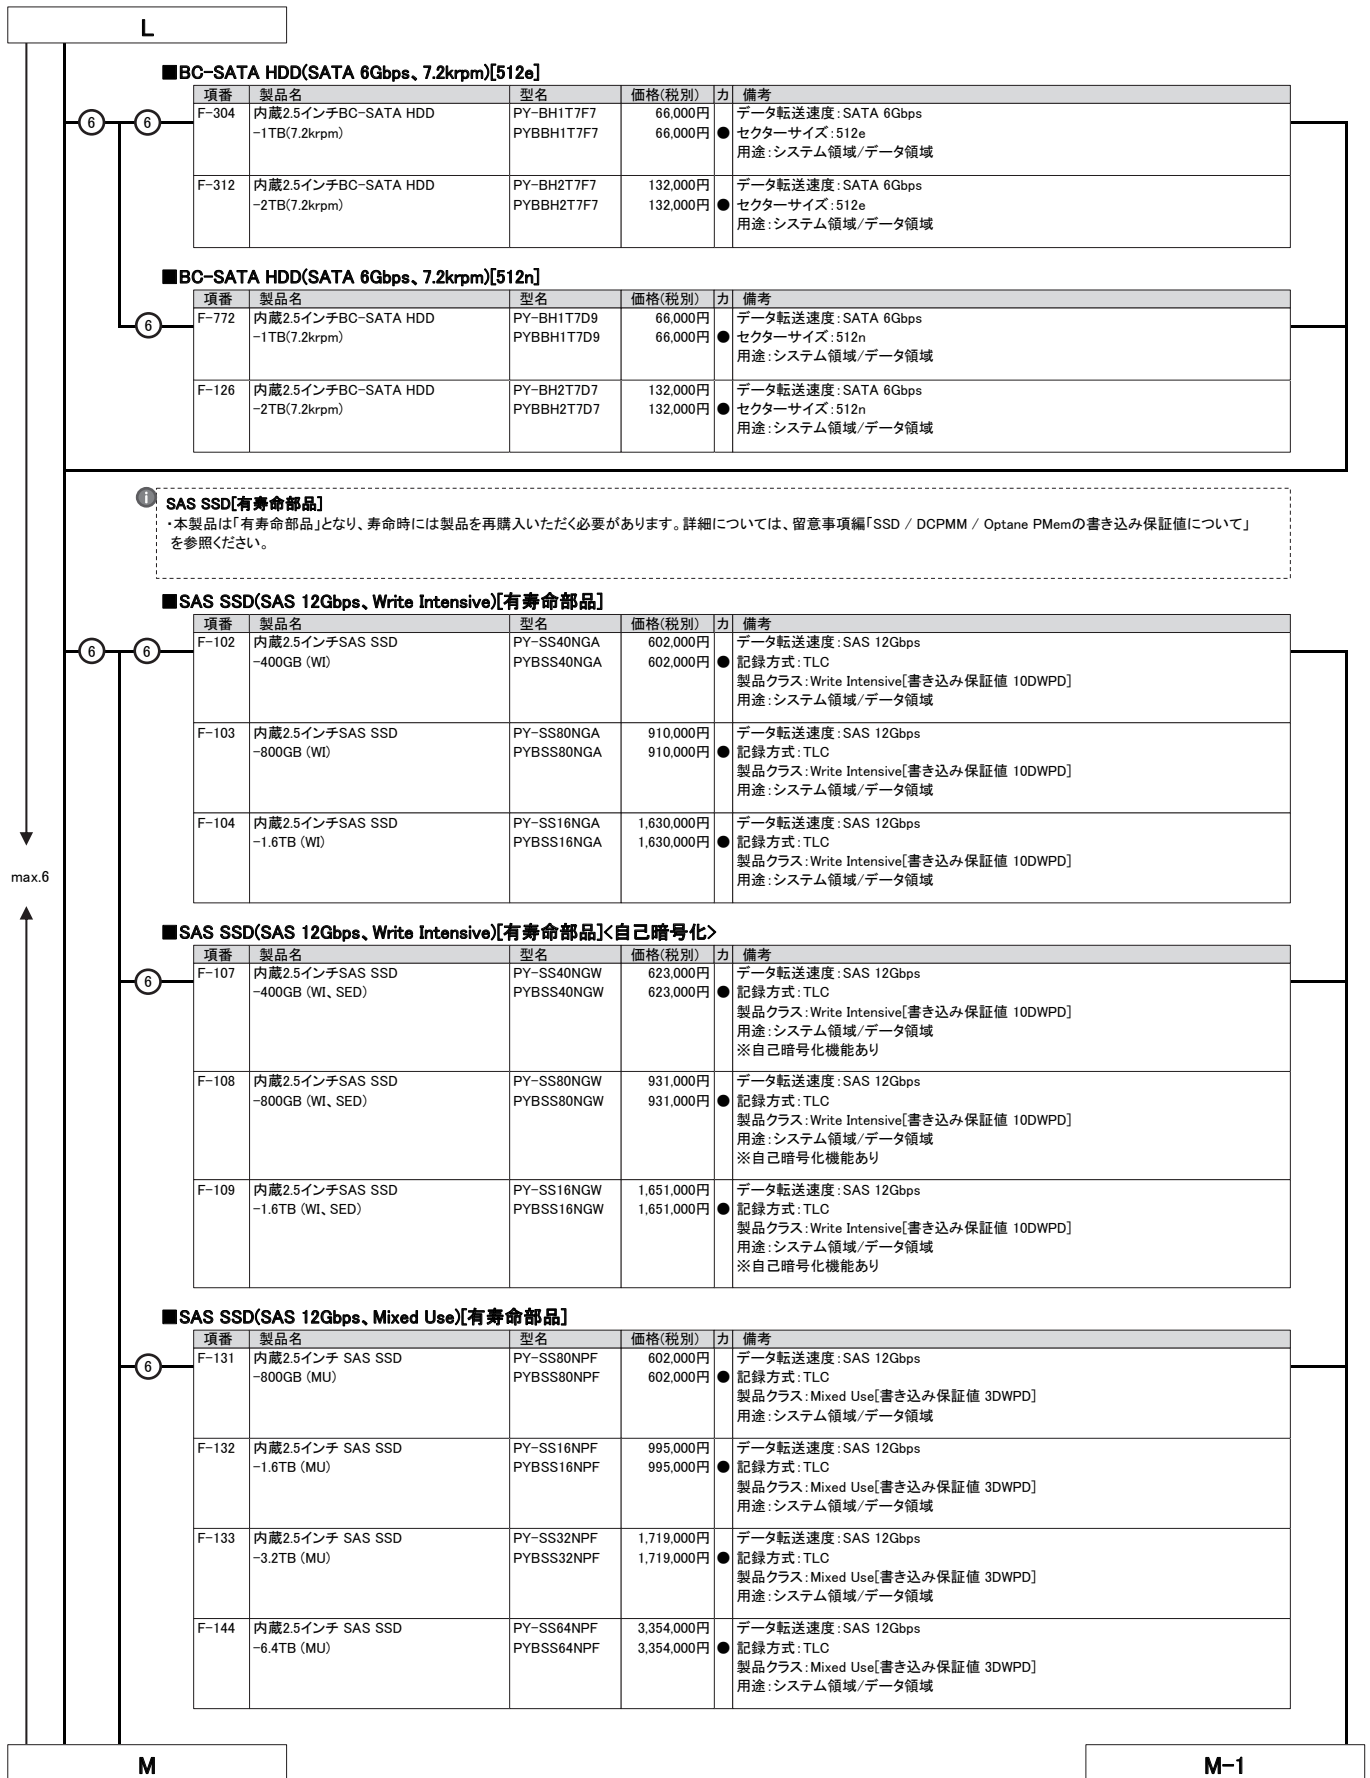 L
■BC-SATA HDD(SATA 6Gbps、7.2krpm)[512e]
項番 製品名 型名 価格(税別) カ 備考
6 6 F-304 内蔵2.5インチBC-SATA HDD PY-BH1T7F7 66,000円 データ転送速度:SATA 6Gbps
-1TB(7.2krpm) PYBBH1T7F7 66,000円 ● セクターサイズ:512e
用途:システム領域/データ領域
F-312 内蔵2.5インチBC-SATA HDD PY-BH2T7F7 132,000円 データ転送速度:SATA 6Gbps
-2TB(7.2krpm) PYBBH2T7F7 132,000円 ● セクターサイズ:512e
用途:システム領域/データ領域
■BC-SATA HDD(SATA 6Gbps、7.2krpm)[512n]
項番 製品名 型名 価格(税別) カ 備考
6 F-772 内蔵2.5インチBC-SATA HDD PY-BH1T7D9 66,000円 データ転送速度:SATA 6Gbps
-1TB(7.2krpm) PYBBH1T7D9 66,000円 ● セクターサイズ:512n
用途:システム領域/データ領域
F-126 内蔵2.5インチBC-SATA HDD PY-BH2T7D7 132,000円 データ転送速度:SATA 6Gbps
-2TB(7.2krpm) PYBBH2T7D7 132,000円 ● セクターサイズ:512n
用途:システム領域/データ領域
i SAS SSD[有寿命部品]
・本製品は「有寿命部品」となり、寿命時には製品を再購入いただく必要があります。詳細については、留意事項編「SSD / DCPMM / Optane PMemの書き込み保証値について」
を参照ください。
■SAS SSD(SAS 12Gbps、Write Intensive)[有寿命部品]
項番 製品名 型名 価格(税別) カ 備考
6 6 F-102 内蔵2.5インチSAS SSD PY-SS40NGA 602,000円 データ転送速度:SAS 12Gbps
-400GB (WI) PYBSS40NGA 602,000円 ● 記録方式:TLC
製品クラス:Write Intensive[書き込み保証値 10DWPD]
用途:システム領域/データ領域
F-103 内蔵2.5インチSAS SSD PY-SS80NGA 910,000円 データ転送速度:SAS 12Gbps
-800GB (WI) PYBSS80NGA 910,000円 ● 記録方式:TLC
製品クラス:Write Intensive[書き込み保証値 10DWPD]
用途:システム領域/データ領域
F-104 内蔵2.5インチSAS SSD PY-SS16NGA 1,630,000円 データ転送速度:SAS 12Gbps
-1.6TB (WI) PYBSS16NGA 1,630,000円 ● 記録方式:TLC
製品クラス:Write Intensive[書き込み保証値 10DWPD]
用途:システム領域/データ領域
max.6
■SAS SSD(SAS 12Gbps、Write Intensive)[有寿命部品]<自己暗号化>
項番 製品名 型名 価格(税別) カ 備考
6 F-107 内蔵2.5インチSAS SSD PY-SS40NGW 623,000円 データ転送速度:SAS 12Gbps
-400GB (WI、SED) PYBSS40NGW 623,000円 ● 記録方式:TLC
製品クラス:Write Intensive[書き込み保証値 10DWPD]
用途:システム領域/データ領域
※自己暗号化機能あり
F-108 内蔵2.5インチSAS SSD PY-SS80NGW 931,000円 データ転送速度:SAS 12Gbps
-800GB (WI、SED) PYBSS80NGW 931,000円 ● 記録方式:TLC
製品クラス:Write Intensive[書き込み保証値 10DWPD]
用途:システム領域/データ領域
※自己暗号化機能あり
F-109 内蔵2.5インチSAS SSD PY-SS16NGW 1,651,000円 データ転送速度:SAS 12Gbps
-1.6TB (WI、SED) PYBSS16NGW 1,651,000円 ● 記録方式:TLC
製品クラス:Write Intensive[書き込み保証値 10DWPD]
用途:システム領域/データ領域
※自己暗号化機能あり
■SAS SSD(SAS 12Gbps、Mixed Use)[有寿命部品]
項番 製品名 型名 価格(税別) カ 備考
6 F-131 内蔵2.5インチ SAS SSD PY-SS80NPF 602,000円 データ転送速度:SAS 12Gbps
-800GB (MU) PYBSS80NPF 602,000円 ● 記録方式:TLC
製品クラス:Mixed Use[書き込み保証値 3DWPD]
用途:システム領域/データ領域
F-132 内蔵2.5インチ SAS SSD PY-SS16NPF 995,000円 データ転送速度:SAS 12Gbps
-1.6TB (MU) PYBSS16NPF 995,000円 ● 記録方式:TLC
製品クラス:Mixed Use[書き込み保証値 3DWPD]
用途:システム領域/データ領域
F-133 内蔵2.5インチ SAS SSD PY-SS32NPF 1,719,000円 データ転送速度:SAS 12Gbps
-3.2TB (MU) PYBSS32NPF 1,719,000円 ● 記録方式:TLC
製品クラス:Mixed Use[書き込み保証値 3DWPD]
用途:システム領域/データ領域
F-144 内蔵2.5インチ SAS SSD PY-SS64NPF 3,354,000円 データ転送速度:SAS 12Gbps
-6.4TB (MU) PYBSS64NPF 3,354,000円 ● 記録方式:TLC
製品クラス:Mixed Use[書き込み保証値 3DWPD]
用途:システム領域/データ領域
M M-1